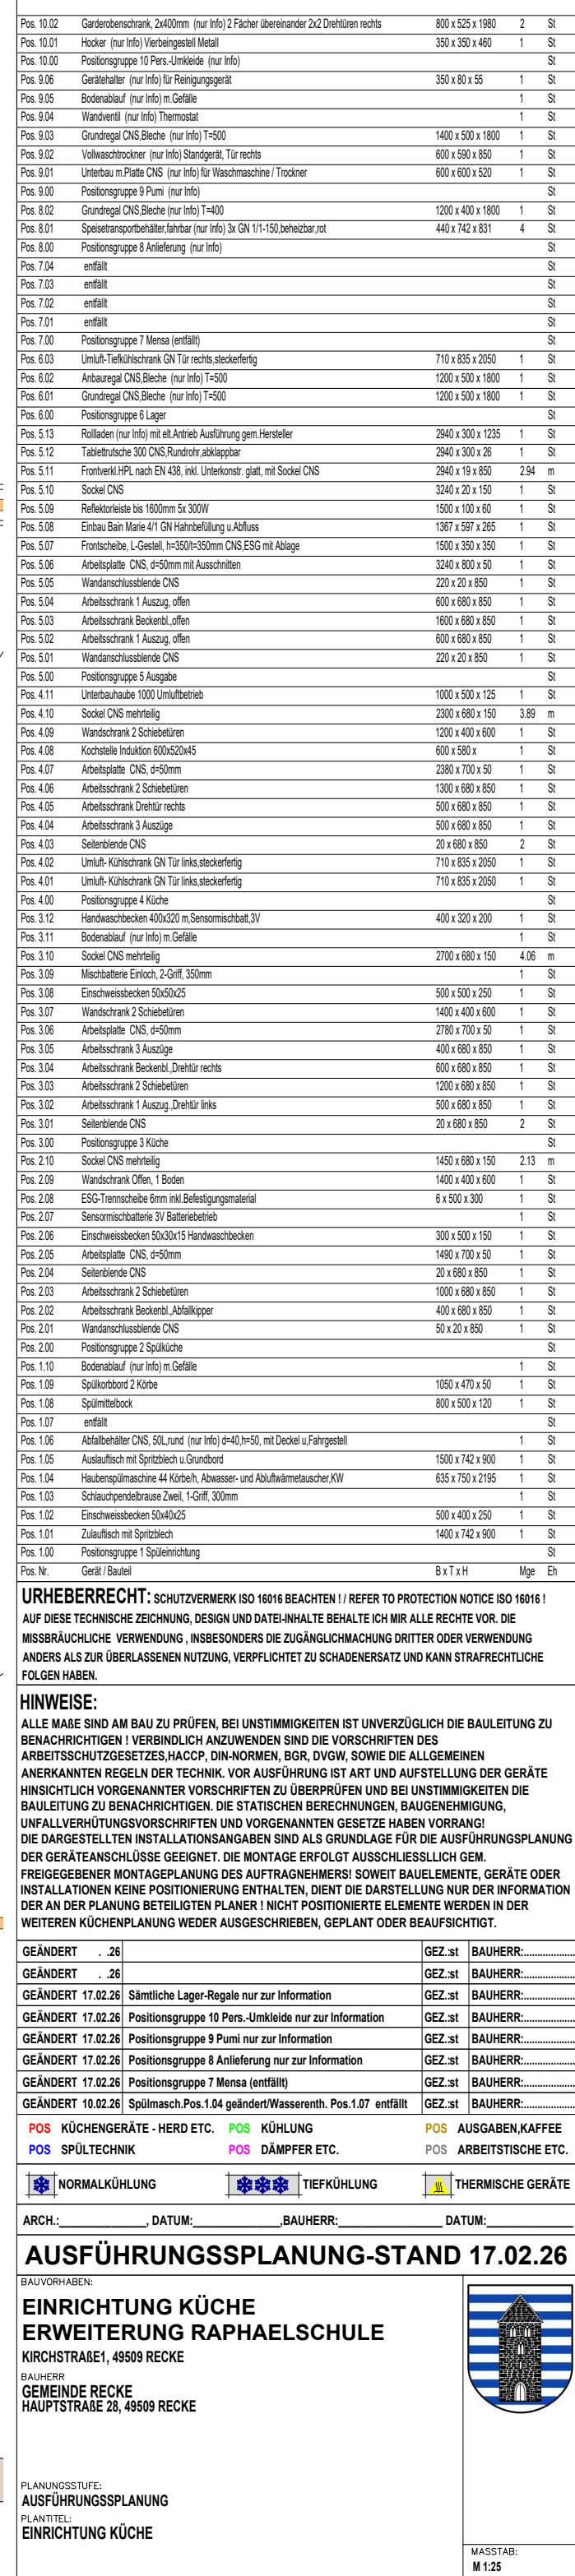 Pos. 10.02 Garderobenschrank, 2x400mm (nur Info) 2 Fächer übereinander 2x2 Drehtüren rechts 800 x 525 x 1980 2 St
Pos. 10.01 Hocker (nur Info) Vierbeingestell Metall 350 x 350 x 460 1 St
Pos. 10.00 Positionsgruppe 10 Pers.-Umkleide (nur Info) St
Pos. 9.06 Gerätehalter (nur Info) für Reinigungsgerät 350 x 80 x 55 1 St
Pos. 9.05 Bodenablauf (nur Info) m.Gefälle 1 St
Pos. 9.04 Wandventil (nur Info) Thermostat 1 St
Pos. 9.03 Grundregal CNS,Bleche (nur Info) T=500 1400 x 500 x 1800 1 St
Pos. 9.02 Vollwaschtrockner (nur Info) Standgerät, Tür rechts 600 x 590 x 850 1 St
Pos. 9.01 Unterbau m.Platte CNS (nur Info) für Waschmaschine / Trockner 600 x 600 x 520 1 St
Pos. 9.00 Positionsgruppe 9 Pumi (nur Info) St
Pos. 8.02 Grundregal CNS,Bleche (nur Info) T=400 1200 x 400 x 1800 1 St
Pos. 8.01 Speisetransportbehälter,fahrbar (nur Info) 3x GN 1/1-150,beheizbar,rot 440 x 742 x 831 4 St
Pos. 8.00 Positionsgruppe 8 Anlieferung (nur Info) St
Pos. 7.04 entfällt St
Pos. 7.03 entfällt St
Pos. 7.02 entfällt St
Pos. 7.01 entfällt St
Pos. 7.00 Positionsgruppe 7 Mensa (entfällt) St
Pos. 6.03 Umluft-Tiefkühlschrank GN Tür rechts,steckerfertig 710 x 835 x 2050 1 St
Pos. 6.02 Anbauregal CNS,Bleche (nur Info) T=500 1200 x 500 x 1800 1 St
Pos. 6.01 Grundregal CNS,Bleche (nur Info) T=500 1200 x 500 x 1800 1 St
Pos. 6.00 Positionsgruppe 6 Lager St
Pos. 5.13 Rollladen (nur Info) mit elt.Antrieb Ausführung gem.Hersteller 2940 x 300 x 1235 1 St
Pos. 5.12 Tablettrutsche 300 CNS,Rundrohr,abklappbar 2940 x 300 x 26 1 St
Pos. 5.11 Frontverkl.HPL nach EN 438, inkl. Unterkonstr. glatt, mit Sockel CNS 2940 x 19 x 850 2.94 m
Pos. 5.10 Sockel CNS 3240 x 20 x 150 1 St
Pos. 5.09 Reflektorleiste bis 1600mm 5x 300W 1500 x 100 x 60 1 St
Pos. 5.08 Einbau Bain Marie 4/1 GN Hahnbefüllung u.Abfluss 1367 x 597 x 265 1 St
Pos. 5.07 Frontscheibe, L-Gestell, h=350/t=350mm CNS,ESG mit Ablage 1500 x 350 x 350 1 St
Pos. 5.06 Arbeitsplatte CNS, d=50mm mit Ausschnitten 3240 x 800 x 50 1 St
Pos. 5.05 Wandanschlussblende CNS 220 x 20 x 850 1 St
Pos. 5.04 Arbeitsschrank 1 Auszug, offen 600 x 680 x 850 1 St
Pos. 5.03 Arbeitsschrank Beckenbl.,offen 1600 x 680 x 850 1 St
Pos. 5.02 Arbeitsschrank 1 Auszug, offen 600 x 680 x 850 1 St
Pos. 5.01 Wandanschlussblende CNS 220 x 20 x 850 1 St
Pos. 5.00 Positionsgruppe 5 Ausgabe St
Pos. 4.11 Unterbauhaube 1000 Umluftbetrieb 1000 x 500 x 125 1 St
Pos. 4.10 Sockel CNS mehrteilig 2300 x 680 x 150 3.89 m
Pos. 4.09 Wandschrank 2 Schiebetüren 1200 x 400 x 600 1 St
Pos. 4.08 Kochstelle Induktion 600x520x45 600 x 580 x 1 St
Pos. 4.07 Arbeitsplatte CNS, d=50mm 2380 x 700 x 50 1 St
Pos. 4.06 Arbeitsschrank 2 Schiebetüren 1300 x 680 x 850 1 St
Pos. 4.05 Arbeitsschrank Drehtür rechts 500 x 680 x 850 1 St
Pos. 4.04 Arbeitsschrank 3 Auszüge 500 x 680 x 850 1 St
Pos. 4.03 Seitenblende CNS 20 x 680 x 850 2 St
Pos. 4.02 Umluft- Kühlschrank GN Tür links,steckerfertig 710 x 835 x 2050 1 St
Pos. 4.01 Umluft- Kühlschrank GN Tür links,steckerfertig 710 x 835 x 2050 1 St
Pos. 4.00 Positionsgruppe 4 Küche St
Pos. 3.12 Handwaschbecken 400x320 m,Sensormischbatt,3V 400 x 320 x 200 1 St
Pos. 3.11 Bodenablauf (nur Info) m.Gefälle 1 St
Pos. 3.10 Sockel CNS mehrteilig 2700 x 680 x 150 4.06 m
Pos. 3.09 Mischbatterie Einloch, 2-Griff, 350mm 1 St
Pos. 3.08 Einschweissbecken 50x50x25 500 x 500 x 250 1 St
Pos. 3.07 Wandschrank 2 Schiebetüren 1400 x 400 x 600 1 St
Pos. 3.06 Arbeitsplatte CNS, d=50mm 2780 x 700 x 50 1 St
Pos. 3.05 Arbeitsschrank 3 Auszüge 400 x 680 x 850 1 St
Pos. 3.04 Arbeitsschrank Beckenbl.,Drehtür rechts 600 x 680 x 850 1 St
Pos. 3.03 Arbeitsschrank 2 Schiebetüren 1200 x 680 x 850 1 St
Pos. 3.02 Arbeitsschrank 1 Auszug.,Drehtür links 500 x 680 x 850 1 St
Pos. 3.01 Seitenblende CNS 20 x 680 x 850 2 St
Pos. 3.00 Positionsgruppe 3 Küche St
Pos. 2.10 Sockel CNS mehrteilig 1450 x 680 x 150 2.13 m
Pos. 2.09 Wandschrank Offen, 1 Boden 1400 x 400 x 600 1 St
Pos. 2.08 ESG-Trennscheibe 6mm inkl.Befestigungsmaterial 6 x 500 x 300 1 St
Pos. 2.07 Sensormischbatterie 3V Batteriebetrieb 1 St
Pos. 2.06 Einschweissbecken 50x30x15 Handwaschbecken 300 x 500 x 150 1 St
Pos. 2.05 Arbeitsplatte CNS, d=50mm 1490 x 700 x 50 1 St
Pos. 2.04 Seitenblende CNS 20 x 680 x 850 1 St
Pos. 2.03 Arbeitsschrank 2 Schiebetüren 1000 x 680 x 850 1 St
Pos. 2.02 Arbeitsschrank Beckenbl.,Abfallkipper 400 x 680 x 850 1 St
Pos. 2.01 Wandanschlussblende CNS 50 x 20 x 850 1 St
Pos. 2.00 Positionsgruppe 2 Spülküche St
Pos. 1.10 Bodenablauf (nur Info) m.Gefälle 1 St
Pos. 1.09 Spülkorbbord 2 Körbe 1050 x 470 x 50 1 St
Pos. 1.08 Spülmittelbock 800 x 500 x 120 1 St
Pos. 1.07 entfällt St
Pos. 1.06 Abfallbehälter CNS, 50L,rund (nur Info) d=40,h=50, mit Deckel u,Fahrgestell 1 St
Pos. 1.05 Auslauftisch mit Spritzblech u.Grundbord 1500 x 742 x 900 1 St
Pos. 1.04 Haubenspülmaschine 44 Körbe/h, Abwasser- und Abluftwärmetauscher,KW 635 x 750 x 2195 1 St
Pos. 1.03 Schlauchpendelbrause Zweil, 1-Griff, 300mm 1 St
Pos. 1.02 Einschweissbecken 50x40x25 500 x 400 x 250 1 St
Pos. 1.01 Zulauftisch mit Spritzblech 1400 x 742 x 900 1 St
Pos. 1.00 Positionsgruppe 1 Spüleinrichtung St
Pos. Nr. Gerät / Bauteil B x T x H Mge Eh
URHEBERRECHT: SCHUTZVERMERK ISO 16016 BEACHTEN ! / REFER TO PROTECTION NOTICE ISO 16016 !
AUF DIESE TECHNISCHE ZEICHNUNG, DESIGN UND DATEI-INHALTE BEHALTE ICH MIR ALLE RECHTE VOR. DIE
MISSBRÄUCHLICHE VERWENDUNG , INSBESONDERS DIE ZUGÄNGLICHMACHUNG DRITTER ODER VERWENDUNG
ANDERS ALS ZUR ÜBERLASSENEN NUTZUNG, VERPFLICHTET ZU SCHADENERSATZ UND KANN STRAFRECHTLICHE
FOLGEN HABEN.
HINWEISE:
ALLE MAßE SIND AM BAU ZU PRÜFEN, BEI UNSTIMMIGKEITEN IST UNVERZÜGLICH DIE BAULEITUNG ZU
BENACHRICHTIGEN ! VERBINDLICH ANZUWENDEN SIND DIE VORSCHRIFTEN DES
ARBEITSSCHUTZGESETZES,HACCP, DIN-NORMEN, BGR, DVGW, SOWIE DIE ALLGEMEINEN
ANERKANNTEN REGELN DER TECHNIK. VOR AUSFÜHRUNG IST ART UND AUFSTELLUNG DER GERÄTE
HINSICHTLICH VORGENANNTER VORSCHRIFTEN ZU ÜBERPRÜFEN UND BEI UNSTIMMIGKEITEN DIE
BAULEITUNG ZU BENACHRICHTIGEN. DIE STATISCHEN BERECHNUNGEN, BAUGENEHMIGUNG,
UNFALLVERHÜTUNGSVORSCHRIFTEN UND VORGENANNTEN GESETZE HABEN VORRANG!
DIE DARGESTELLTEN INSTALLATIONSANGABEN SIND ALS GRUNDLAGE FÜR DIE AUSFÜHRUNGSPLANUNG
DER GERÄTEANSCHLÜSSE GEEIGNET. DIE MONTAGE ERFOLGT AUSSCHLIESSLLICH GEM.
FREIGEGEBENER MONTAGEPLANUNG DES AUFTRAGNEHMERS! SOWEIT BAUELEMENTE, GERÄTE ODER
INSTALLATIONEN KEINE POSITIONIERUNG ENTHALTEN, DIENT DIE DARSTELLUNG NUR DER INFORMATION
DER AN DER PLANUNG BETEILIGTEN PLANER ! NICHT POSITIONIERTE ELEMENTE WERDEN IN DER
WEITEREN KÜCHENPLANUNG WEDER AUSGESCHRIEBEN, GEPLANT ODER BEAUFSICHTIGT.
GEÄNDERT . .26 GEZ.:st BAUHERR:...................
GEÄNDERT . .26 GEZ.:st BAUHERR:...................
GEÄNDERT 17.02.26 Sämtliche Lager-Regale nur zur Information GEZ.:st BAUHERR:...................
GEÄNDERT 17.02.26 Positionsgruppe 10 Pers.-Umkleide nur zur Information GEZ.:st BAUHERR:...................
GEÄNDERT 17.02.26 Positionsgruppe 9 Pumi nur zur Information GEZ.:st BAUHERR:...................
GEÄNDERT 17.02.26 Positionsgruppe 8 Anlieferung nur zur Information GEZ.:st BAUHERR:...................
GEÄNDERT 17.02.26 Positionsgruppe 7 Mensa (entfällt) GEZ.:st BAUHERR:...................
GEÄNDERT 10.02.26 Spülmasch.Pos.1.04 geändert/Wasserenth. Pos.1.07 entfällt GEZ.:st BAUHERR:...................
POS KÜCHENGERÄTE - HERD ETC. POS KÜHLUNG POS AUSGABEN,KAFFEE
POS SPÜLTECHNIK POS DÄMPFER ETC. POS ARBEITSTISCHE ETC.
NORMALKÜHLUNG TIEFKÜHLUNG THERMISCHE GERÄTE
ARCH.:_____________, DATUM:_____________,BAUHERR:________________ DATUM:_____________
AUSFÜHRUNGSSPLANUNG-STAND 17.02.26
BAUVORHABEN:
EINRICHTUNG KÜCHE
ERWEITERUNG RAPHAELSCHULE
KIRCHSTRAßE1, 49509 RECKE
BAUHERR
GEMEINDE RECKE
HAUPTSTRAßE 28, 49509 RECKE
PLANUNGSSTUFE:
AUSFÜHRUNGSSPLANUNG
PLANTITEL:
EINRICHTUNG KÜCHE
MASSTAB:
M 1:25